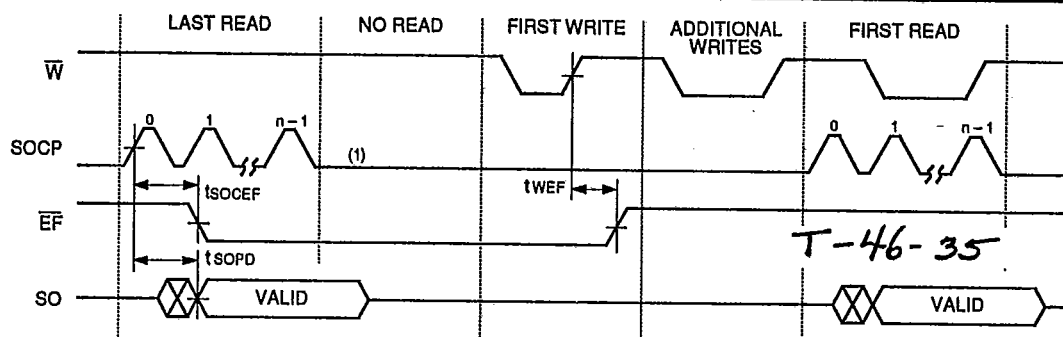 LAST READ NO READ FIRST WRITE ADDITIONAL WRITES FIRST READ
W
0 1 n-1 0 1 n-1
SOCP (1)
tSOCEF tWEF
EF
T-46-35
tSOPD
SO VALID VALID